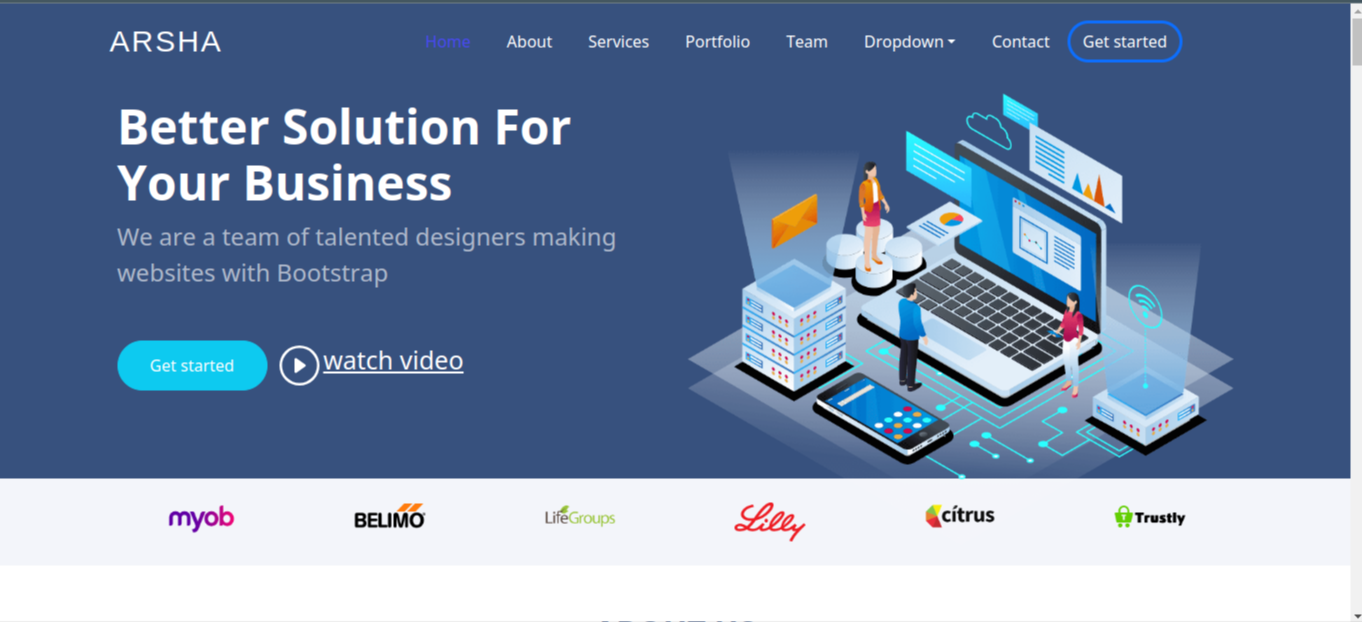 ARSHA
Home
About
Services
Portfolio
Team
Dropdown
Contact
Get started
Better Solution For
Your Business
We are a team of talented designers making
websites with Bootstrap
Get started
watch video
myob
BELIMO
LifeGroups
Lilly
cítrus
Trustly